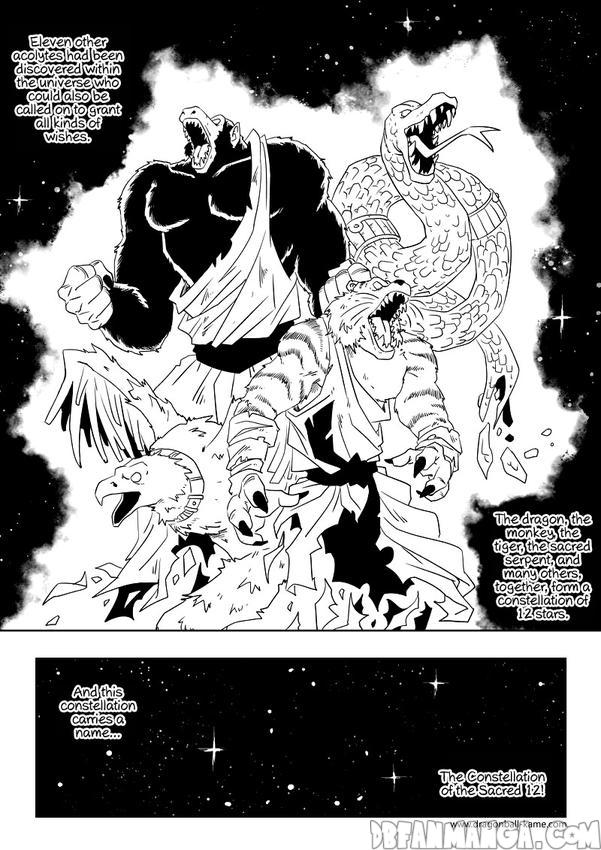 Eleven other
acolytes had been
discovered within
the universe who
could also be
called on to grant
all kinds of
wishes.
The dragon, the
monkey, the
tiger, the sacred
serpent, and
many others,
together, form a
constellation of
12 stars.
And this
constellation
carries a
name...
The Constellation
of the Sacred 12!
www.dragonball-kame.com
DBFANMANGA.COM